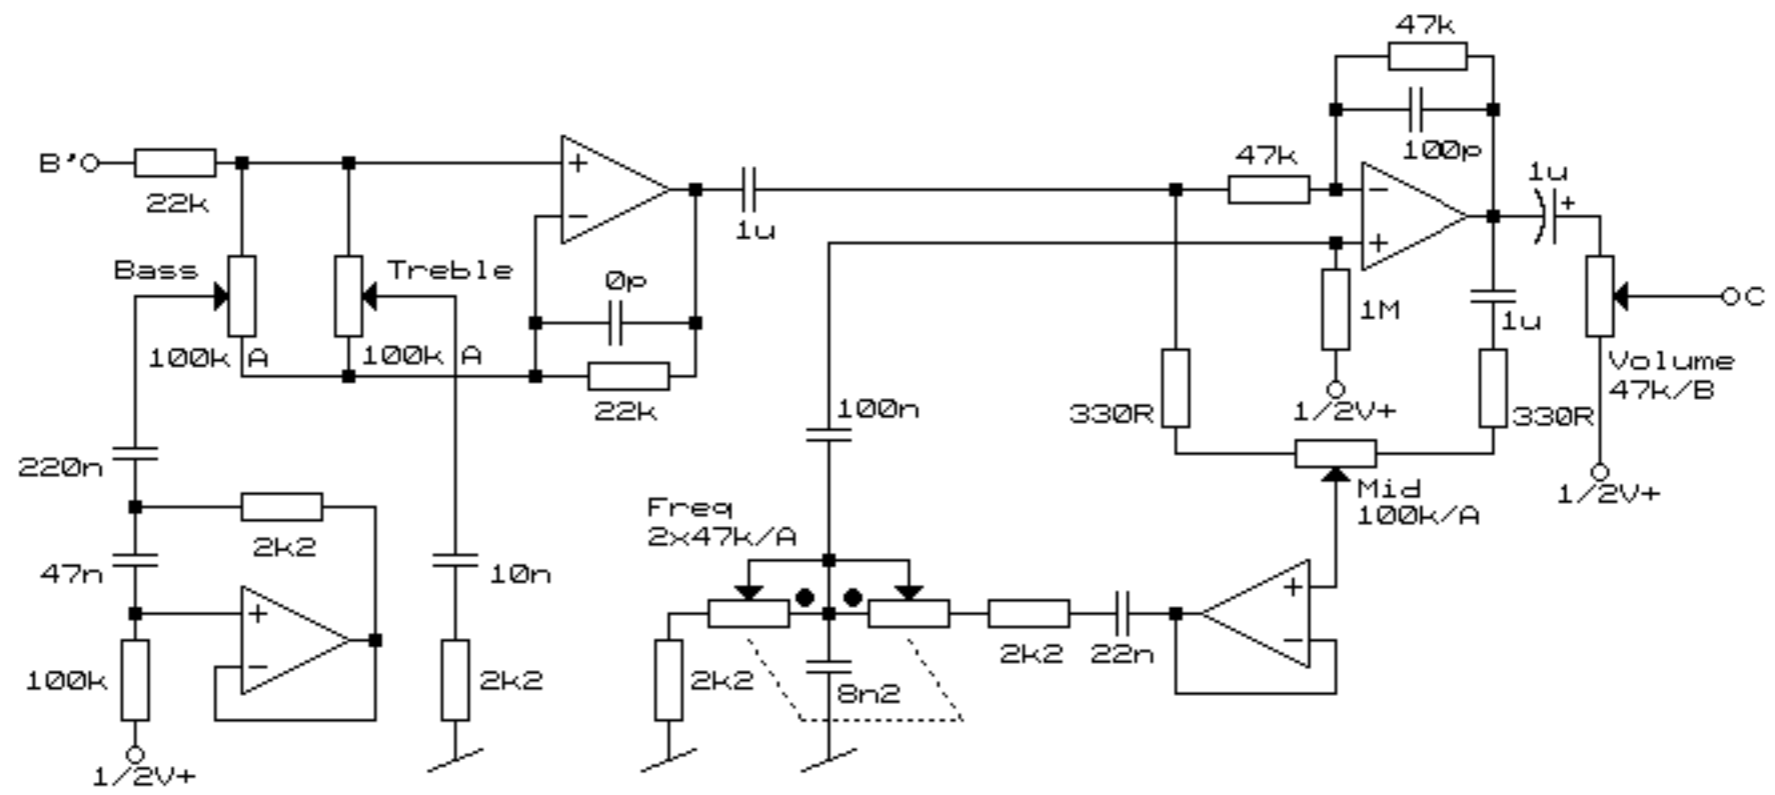 47k
100p
47k
1u
B'
22k
+
-
1u
-
+
+
Bass
Treble
0p
1M
1u
C
100k A
100k A
22k
1/2V+
Volume
47k/B
330R
330R
100n
220n
Mid
100k/A
1/2V+
Freq
2x47k/A
2k2
47n
10n
+
-
+
-
100k
2k2
2k2
8n2
2k2
22n
1/2V+